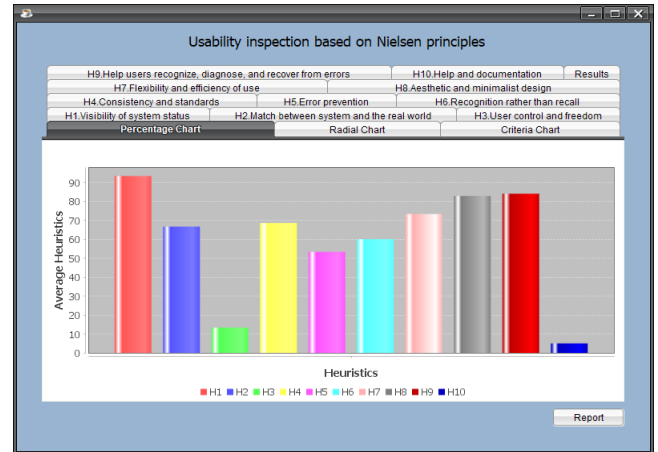 Usability inspection based on Nielsen principles
H9.Help users recognize, diagnose, and recover from errors H10.Help and documentation Results
H7.Flexibility and efficiency of use H8.Aesthetic and minimalist design
H4.Consistency and standards H5.Error prevention H6.Recognition rather than recall
H1.Visibility of system status H2.Match between system and the real world H3.User control and freedom
Percentage Chart Radial Chart Criteria Chart
Average Heuristics
90
80
70
60
50
40
30
20
10
0
Heuristics
H1 H2 H3 H4 H5 H6 H7 H8 H9 H10
Report